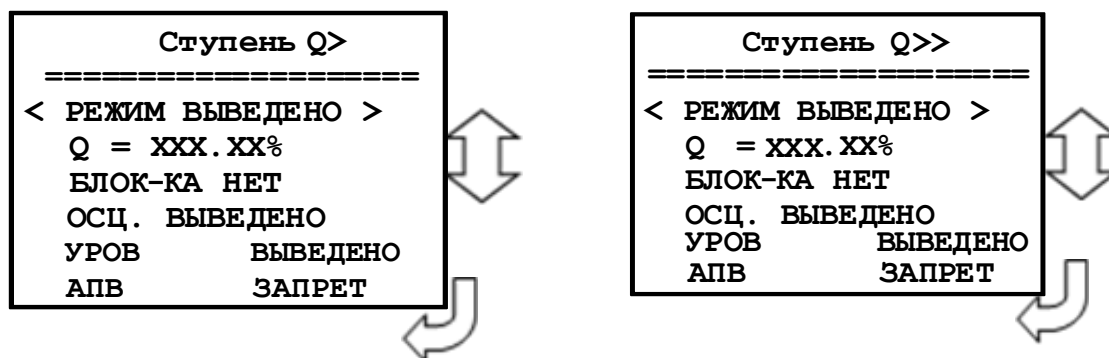 Ступень Q>
====================
< РЕЖИМ ВЫВЕДЕНО >
Q = XXX.XX%
БЛОК-КА НЕТ
ОСЦ. ВЫВЕДЕНО
УРОВ ВЫВЕДЕНО
АПВ ЗАПРЕТ
Ступень Q>>
====================
< РЕЖИМ ВЫВЕДЕНО >
Q = XXX.XX%
БЛОК-КА НЕТ
ОСЦ. ВЫВЕДЕНО
УРОВ ВЫВЕДЕНО
АПВ ЗАПРЕТ